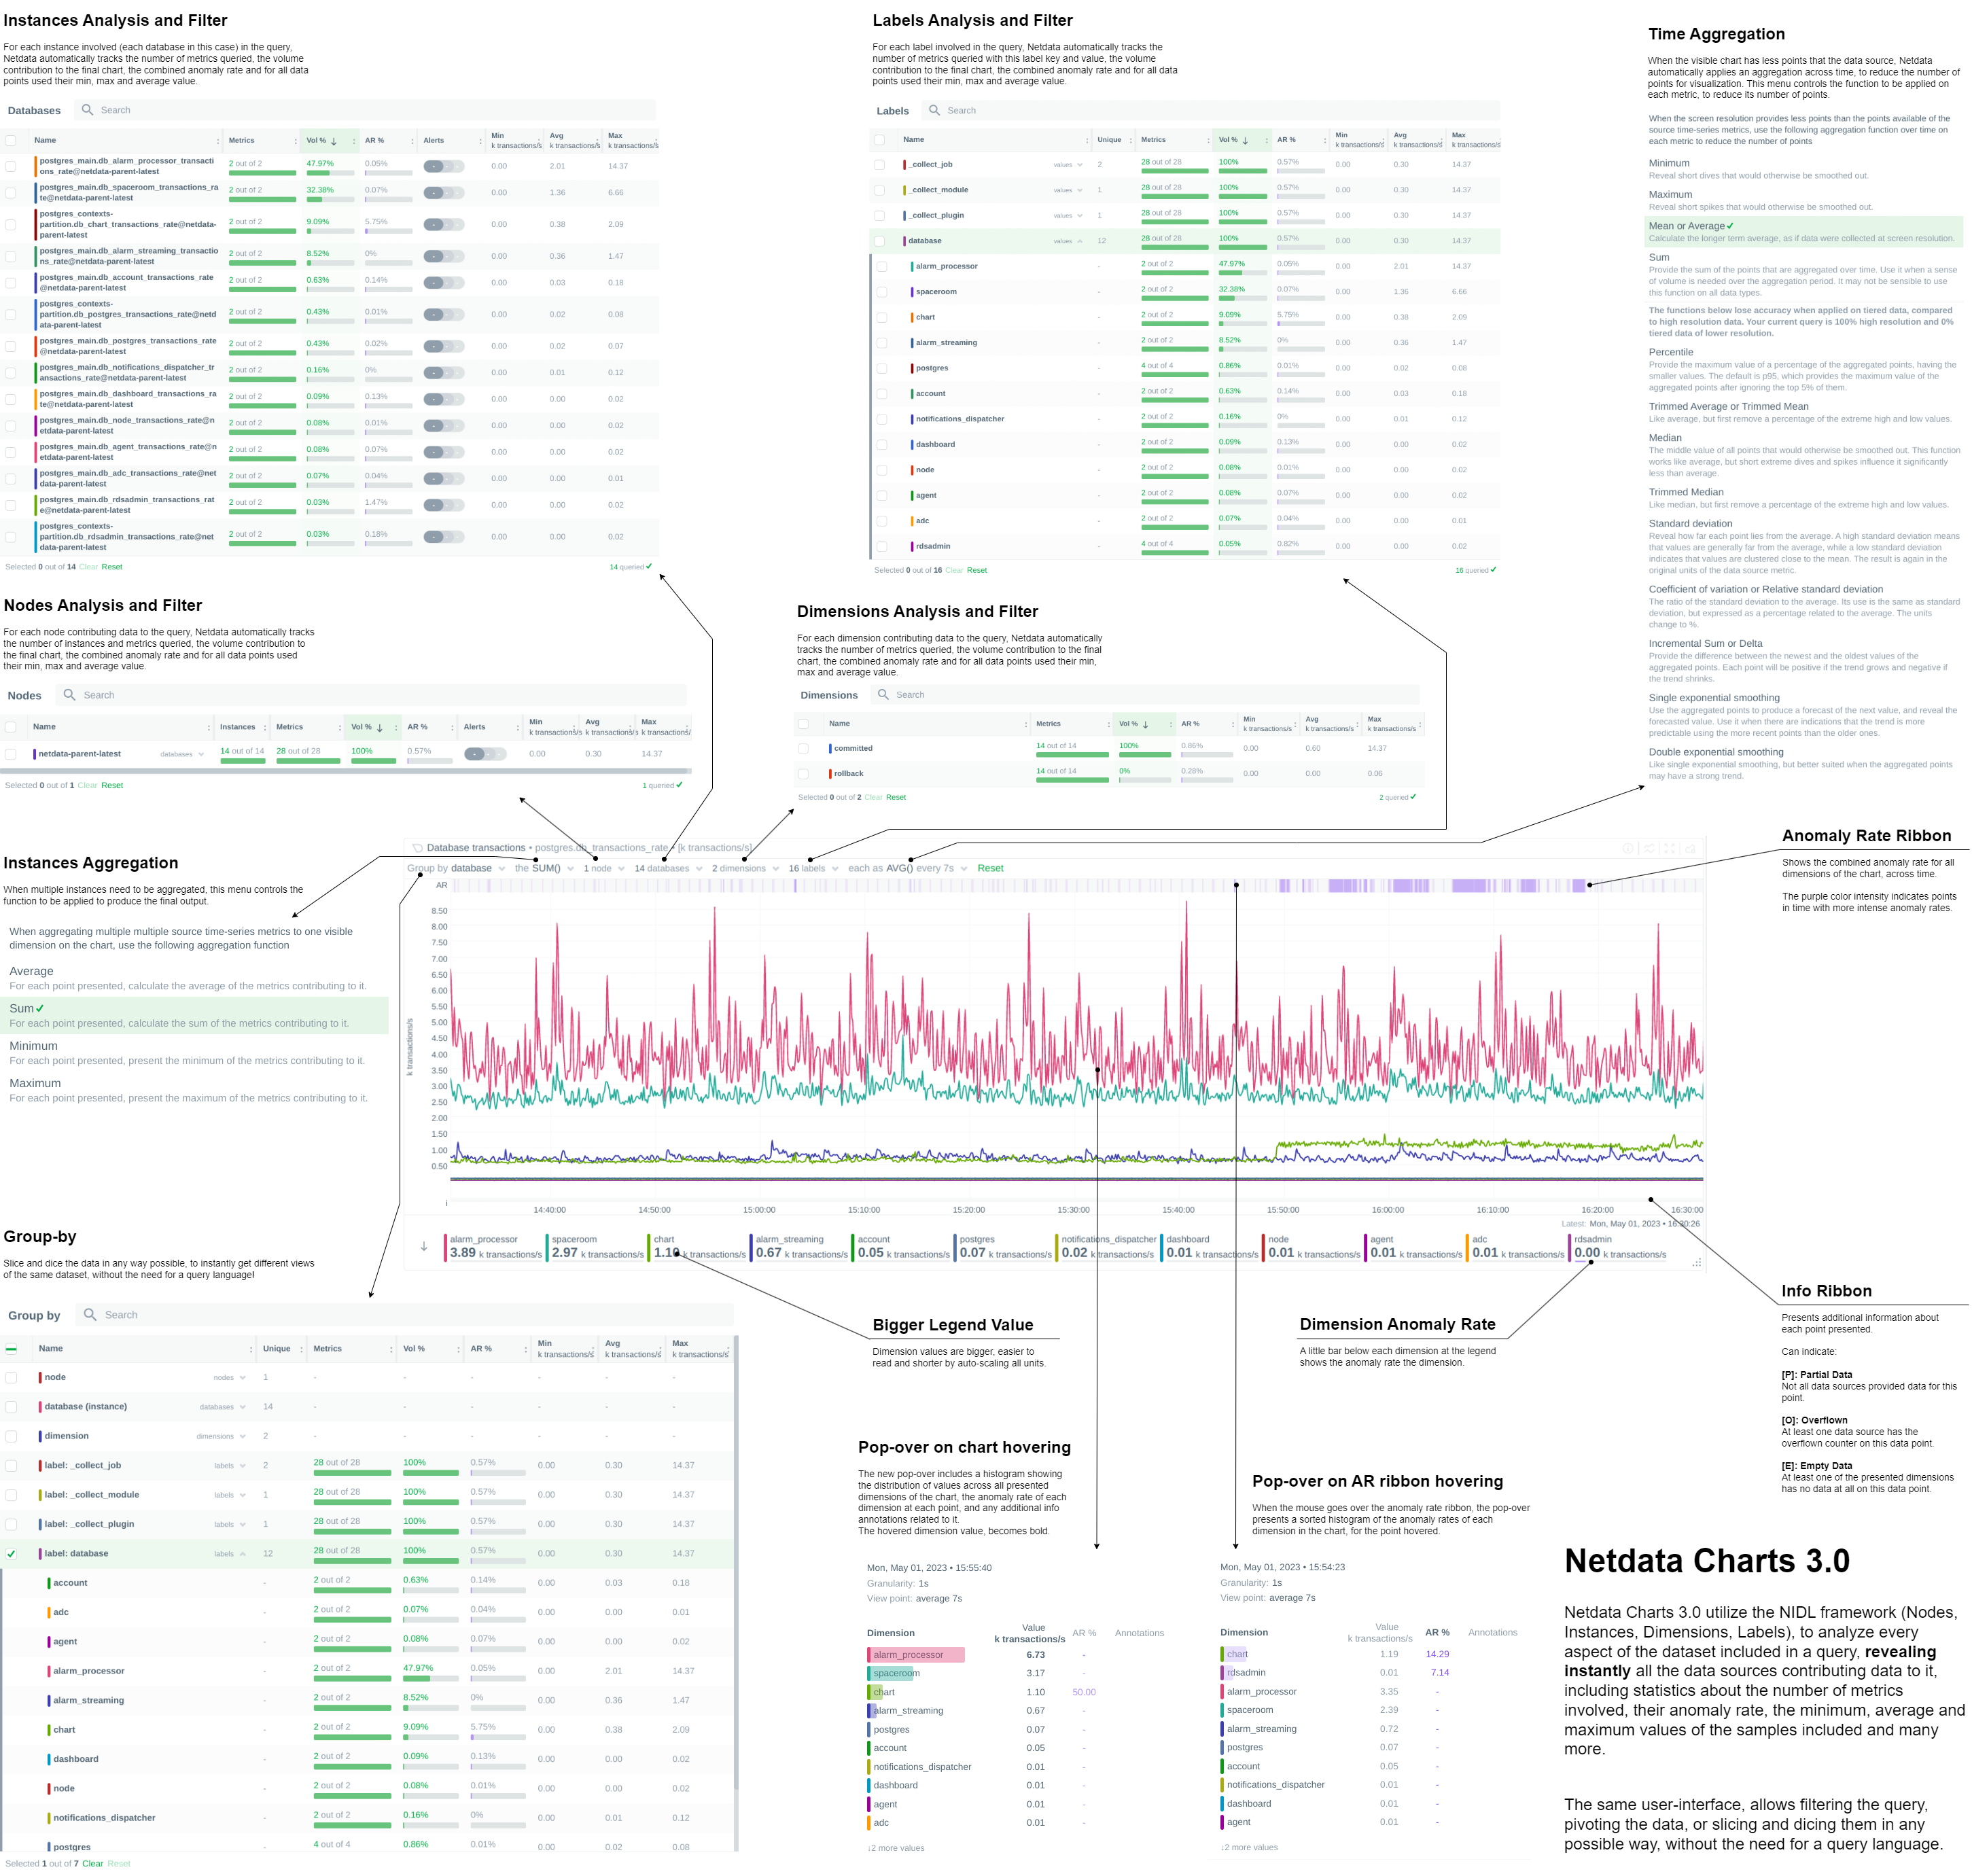 Instances Analysis and Filter
For each instance involved (each database in this case) in the query,
Netdata automatically tracks the number of metrics queried, the volume
contribution to the final chart, the combined anomaly rate and for all data
points used their min, max and average value.
Databases Search
Name Metrics Vol % AR % Alerts Min k transactions/s Avg k transactions/s Max k transactions/s
postgres_main.db_alarm_processor_transacti
ons_rate@netdata-parent-latest 2 out of 2 47.97% 0.05% - 0.00 2.01 14.37
postgres_main.db_spaceroom_transactions_ra
te@netdata-parent-latest 2 out of 2 32.38% 0.07% - 0.00 1.36 6.66
postgres_contexts-
partition.db_chart_transactions_rate@netdata-
parent-latest 2 out of 2 9.09% 5.75% - 0.00 0.38 2.09
postgres_main.db_alarm_streaming_transactio
ns_rate@netdata-parent-latest 2 out of 2 8.52% 0% - 0.00 0.36 1.47
postgres_main.db_account_transactions_rate
@netdata-parent-latest 2 out of 2 0.63% 0.14% - 0.00 0.03 0.18
postgres_contexts-
partition.db_postgres_transactions_rate@netd
ata-parent-latest 2 out of 2 0.43% 0.01% - 0.00 0.02 0.08
postgres_main.db_postgres_transactions_rate
@netdata-parent-latest 2 out of 2 0.43% 0.02% - 0.00 0.02 0.07
postgres_main.db_notifications_dispatcher_tr
ansactions_rate@netdata-parent-latest 2 out of 2 0.16% 0% - 0.00 0.01 0.12
postgres_main.db_dashboard_transactions_ra
te@netdata-parent-latest 2 out of 2 0.09% 0.13% - 0.00 0.00 0.02
postgres_main.db_node_transactions_rate@n
etdata-parent-latest 2 out of 2 0.08% 0.01% - 0.00 0.00 0.02
postgres_main.db_agent_transactions_rate@n
etdata-parent-latest 2 out of 2 0.08% 0.07% - 0.00 0.00 0.02
postgres_main.db_adc_transactions_rate@net
data-parent-latest 2 out of 2 0.07% 0.04% - 0.00 0.00 0.01
postgres_main.db_rdsadmin_transactions_rat
e@netdata-parent-latest 2 out of 2 0.03% 1.47% - 0.00 0.00 0.02
postgres_contexts-
partition.db_rdsadmin_transactions_rate@net
data-parent-latest 2 out of 2 0.03% 0.18% - 0.00 0.00 0.02
Selected 0 out of 14 Clear Reset 14 queried
Labels Analysis and Filter
For each label involved in the query, Netdata automatically tracks the
number of metrics queried with this label key and value, the volume
contribution to the final chart, the combined anomaly rate and for all data
points used their min, max and average value.
Labels Search
Name Unique Metrics Vol % AR % Min k transactions/s Avg k transactions/s Max k transactions/s
_collect_job values 2 28 out of 28 100% 0.57% 0.00 0.30 14.37
_collect_module values 1 28 out of 28 100% 0.57% 0.00 0.30 14.37
_collect_plugin values 1 28 out of 28 100% 0.57% 0.00 0.30 14.37
database values 12 28 out of 28 100% 0.57% 0.00 0.30 14.37
alarm_processor - 2 out of 2 47.97% 0.05% 0.00 2.01 14.37
spaceroom - 2 out of 2 32.38% 0.07% 0.00 1.36 6.66
chart - 2 out of 2 9.09% 5.75% 0.00 0.38 2.09
alarm_streaming - 2 out of 2 8.52% 0% 0.00 0.36 1.47
postgres - 4 out of 4 0.86% 0.01% 0.00 0.02 0.08
account - 2 out of 2 0.63% 0.14% 0.00 0.03 0.18
notifications_dispatcher - 2 out of 2 0.16% 0% 0.00 0.01 0.12
dashboard - 2 out of 2 0.09% 0.13% 0.00 0.00 0.02
node - 2 out of 2 0.08% 0.01% 0.00 0.00 0.02
agent - 2 out of 2 0.08% 0.07% 0.00 0.00 0.02
adc - 2 out of 2 0.07% 0.04% 0.00 0.00 0.01
rdsadmin - 4 out of 4 0.05% 0.82% 0.00 0.00 0.02
Selected 0 out of 16 Clear Reset 16 queried
Time Aggregation
When the visible chart has less points that the data source, Netdata
automatically applies an aggregation across time, to reduce the number of
points for visualization. This menu controls the function to be applied on
each metric, to reduce its number of points.
When the screen resolution provides less points than the points available of the
source time-series metrics, use the following aggregation function over time on
each metric to reduce the number of points
Minimum
Reveal short dives that would otherwise be smoothed out.
Maximum
Reveal short spikes that would otherwise be smoothed out.
Mean or Average
Calculate the longer term average, as if data were collected at screen resolution.
Sum
Provide the sum of the points that are aggregated over time. Use it when a sense
of volume is needed over the aggregation period. It may not be sensible to use
this function on all data types.
The functions below lose accuracy when applied on tiered data, compared
to high resolution data. Your current query is 100% high resolution and 0%
tiered data of lower resolution.
Percentile
Provide the maximum value of a percentage of the aggregated points, having the
smaller values. The default is p95, which provides the maximum value of the
aggregated points after ignoring the top 5% of them.
Trimmed Average or Trimmed Mean
Like average, but first remove a percentage of the extreme high and low values.
Median
The middle value of all points that would otherwise be smoothed out. This function
works like average, but short extreme dives and spikes influence it significantly
less than average.
Trimmed Median
Like median, but first remove a percentage of the extreme high and low values.
Standard deviation
Reveal how far each point lies from the average. A high standard deviation means
that values are generally far from the average, while a low standard deviation
indicates that values are clustered close to the mean. The result is again in the
original units of the data source metric.
Coefficient of variation or Relative standard deviation
The ratio of the standard deviation to the average. Its use is the same as standard
deviation, but expressed as a percentage related to the average. The units
change to %.
Incremental Sum or Delta
Provide the difference between the newest and the oldest values of the
aggregated points. Each point will be positive if the trend grows and negative if
the trend shrinks.
Single exponential smoothing
Use the aggregated points to produce a forecast of the next value, and reveal the
forecasted value. Use it when there are indications that the trend is more
predictable using the more recent points than the older ones.
Double exponential smoothing
Like single exponential smoothing, but better suited when the aggregated points
may have a strong trend.
Nodes Analysis and Filter
For each node contributing data to the query, Netdata automatically tracks
the number of instances and metrics queried, the volume contribution to
the final chart, the combined anomaly rate and for all data points used
their min, max and average value.
Nodes Search
Name Instances Metrics Vol % AR % Alerts Min k transactions/s Avg k transactions/s Max k transactions/
netdata-parent-latest databases 14 out of 14 28 out of 28 100% 0.57% - 0.00 0.30 14.37
Selected 0 out of 1 Clear Reset 1 queried
Dimensions Analysis and Filter
For each dimension contributing data to the query, Netdata automatically
tracks the number of metrics queried, the volume contribution to the final
chart, the combined anomaly rate and for all data points used their min,
max and average value.
Dimensions Search
Name Metrics Vol % AR % Min k transactions/s Avg k transactions/s Max k transactions/s
committed 14 out of 14 100% 0.86% 0.00 0.60 14.37
rollback 14 out of 14 0% 0.28% 0.00 0.00 0.06
Selected 0 out of 2 Clear Reset 2 queried
Instances Aggregation
When multiple instances need to be aggregated, this menu controls the
function to be applied to produce the final output.
When aggregating multiple multiple source time-series metrics to one visible
dimension on the chart, use the following aggregation function
Average
For each point presented, calculate the average of the metrics contributing to it.
Sum
For each point presented, calculate the sum of the metrics contributing to it.
Minimum
For each point presented, present the minimum of the metrics contributing to it.
Maximum
For each point presented, present the maximum of the metrics contributing to it.
Database transactions • postgres.db_transactions_rate • [k transactions/s]
Group by database the SUM() 1 node 14 databases 2 dimensions 16 labels each as AVG() every 7s Reset
AR
8.50
8.00
7.50
7.00
6.50
6.00
5.50
5.00
4.50
4.00
3.50
3.00
2.50
2.00
1.50
1.00
0.50
k transactions/s
i
14:40:00 14:50:00 15:00:00 15:10:00 15:20:00 15:30:00 15:40:00 15:50:00 16:00:00 16:10:00 16:20:00 16:30:00
Latest: Mon, May 01, 2023 • 16:30:26
alarm_processor spaceroom chart alarm_streaming account postgres notifications_dispatcher dashboard node agent adc rdsadmin
3.89 k transactions/s 2.97 k transactions/s 1.10 k transactions/s 0.67 k transactions/s 0.05 k transactions/s 0.07 k transactions/s 0.02 k transactions/s 0.01 k transactions/s 0.01 k transactions/s 0.01 k transactions/s 0.01 k transactions/s 0.00 k transactions/s
Anomaly Rate Ribbon
Shows the combined anomaly rate for all
dimensions of the chart, across time.
The purple color intensity indicates points
in time with more intense anomaly rates.
Group-by
Slice and dice the data in any way possible, to instantly get different views
of the same dataset, without the need for a query language!
Group by Search
Name Unique Metrics Vol % AR % Min k transactions/s Avg k transactions/s Max k transactions/s
node nodes 1 - - - - - -
database (instance) databases 14 - - - - - -
dimension dimensions 2 - - - - - -
label: _collect_job labels 2 28 out of 28 100% 0.57% 0.00 0.30 14.37
label: _collect_module labels 1 28 out of 28 100% 0.57% 0.00 0.30 14.37
label: _collect_plugin labels 1 28 out of 28 100% 0.57% 0.00 0.30 14.37
label: database labels 12 28 out of 28 100% 0.57% 0.00 0.30 14.37
account - 2 out of 2 0.63% 0.14% 0.00 0.03 0.18
adc - 2 out of 2 0.07% 0.04% 0.00 0.00 0.01
agent - 2 out of 2 0.08% 0.07% 0.00 0.00 0.02
alarm_processor - 2 out of 2 47.97% 0.05% 0.00 2.01 14.37
alarm_streaming - 2 out of 2 8.52% 0% 0.00 0.36 1.47
chart - 2 out of 2 9.09% 5.75% 0.00 0.38 2.09
dashboard - 2 out of 2 0.09% 0.13% 0.00 0.00 0.02
node - 2 out of 2 0.08% 0.01% 0.00 0.00 0.02
notifications_dispatcher - 2 out of 2 0.16% 0% 0.00 0.01 0.12
postgres - 4 out of 4 0.86% 0.01% 0.00 0.02 0.08
Selected 1 out of 7 Clear Reset
Bigger Legend Value
Dimension values are bigger, easier to
read and shorter by auto-scaling all units.
Dimension Anomaly Rate
A little bar below each dimension at the legend
shows the anomaly rate the dimension.
Info Ribbon
Presents additional information about
each point presented.
Can indicate:
[P]: Partial Data
Not all data sources provided data for this
point.
[O]: Overflown
At least one data source has the
overflown counter on this data point.
[E]: Empty Data
At least one of the presented dimensions
has no data at all on this data point.
Pop-over on chart hovering
The new pop-over includes a histogram showing
the distribution of values across all presented
dimensions of the chart, the anomaly rate of each
dimension at each point, and any additional info
annotations related to it.
The hovered dimension value, becomes bold.
Mon, May 01, 2023 • 15:55:40
Granularity: 1s
View point: average 7s
Dimension Value k transactions/s AR % Annotations
alarm_processor 6.73 -
spaceroom 3.17 -
chart 1.10 50.00
alarm_streaming 0.67 -
postgres 0.07 -
account 0.05 -
notifications_dispatcher 0.01 -
dashboard 0.01 -
agent 0.01 -
adc 0.01 -
↓2 more values
Pop-over on AR ribbon hovering
When the mouse goes over the anomaly rate ribbon, the pop-over
presents a sorted histogram of the anomaly rates of each
dimension in the chart, for the point hovered.
Mon, May 01, 2023 • 15:54:23
Granularity: 1s
View point: average 7s
Dimension Value k transactions/s AR % Annotations
chart 1.19 14.29
rdsadmin 0.01 7.14
alarm_processor 3.35 -
spaceroom 2.39 -
alarm_streaming 0.72 -
postgres 0.07 -
account 0.05 -
notifications_dispatcher 0.01 -
dashboard 0.01 -
agent 0.01 -
↓2 more values
Netdata Charts 3.0
Netdata Charts 3.0 utilize the NIDL framework (Nodes,
Instances, Dimensions, Labels), to analyze every
aspect of the dataset included in a query, revealing
instantly all the data sources contributing data to it,
including statistics about the number of metrics
involved, their anomaly rate, the minimum, average and
maximum values of the samples included and many
more.
The same user-interface, allows filtering the query,
pivoting the data, or slicing and dicing them in any
possible way, without the need for a query language.